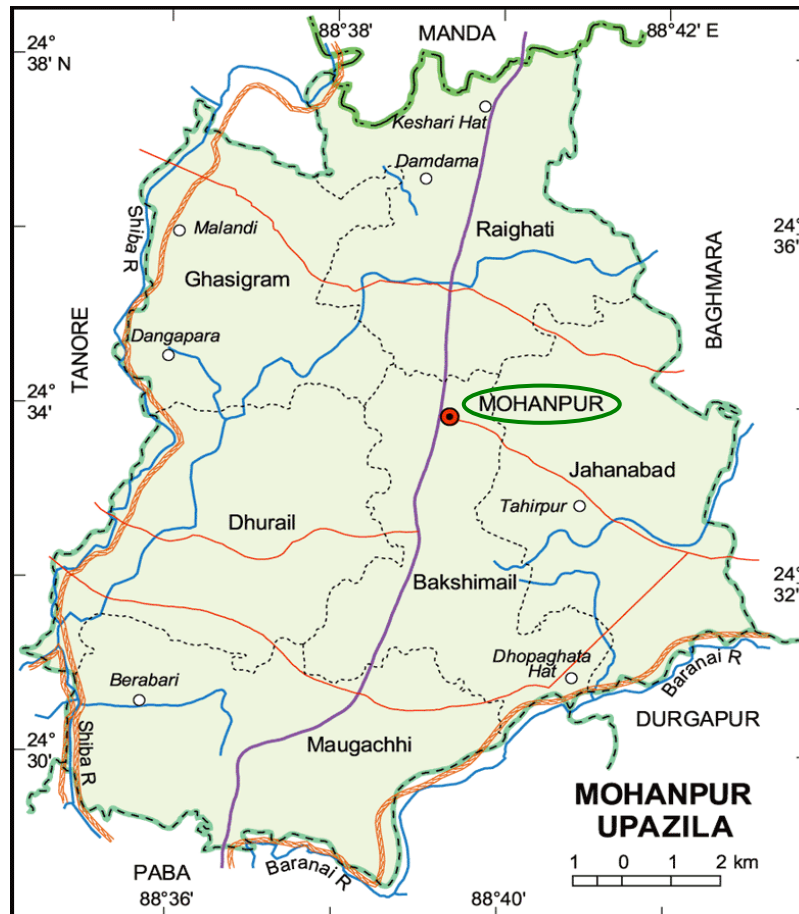 88°38'
MANDA
88°42' E
24°
38' N
Keshari Hat
Damdama
Shiba R
Malandi
Raighati
24°
36'
Ghasigram
BAGHMARA
TANORE
Dangapara
24°
34'
MOHANPUR
Jahanabad
Tahirpur
Dhurail
Bakshimail
24°
32'
Dhopaghata
Hat
Baranai R
Berabari
Shiba R
DURGAPUR
Maugachhi
24°
30'
MOHANPUR
UPAZILA
Baranai R
PABA
1 0 1 2 km
88°36'
88°40'